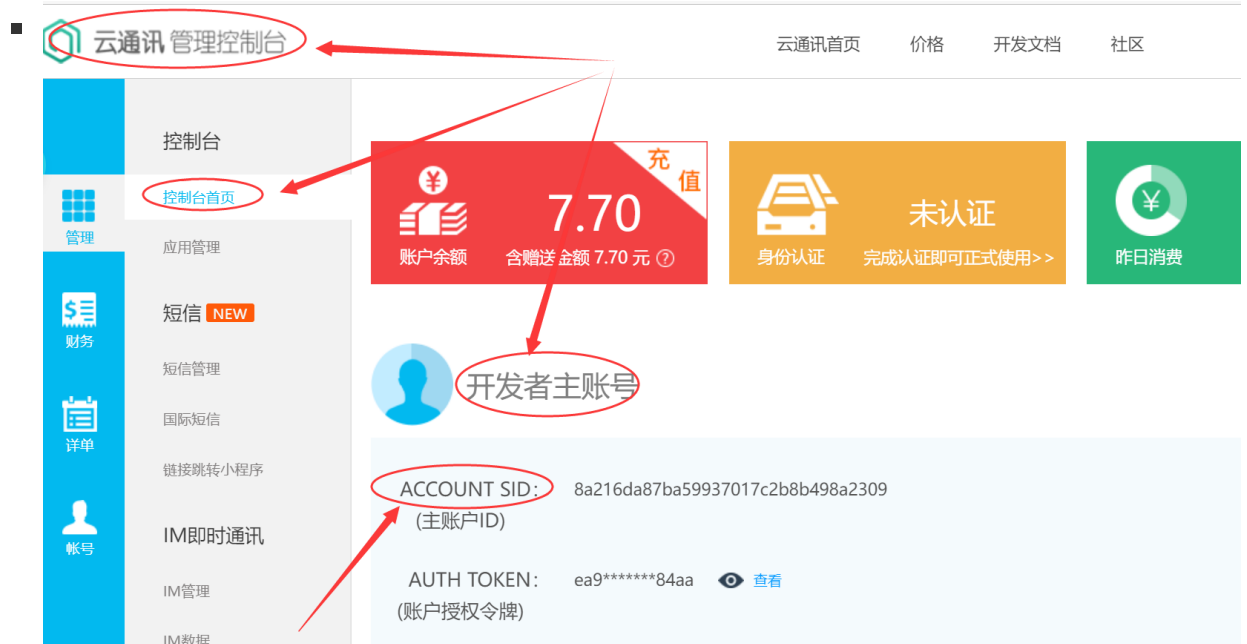 云通讯 管理控制台
云通讯首页 价格 开发文档 社区
管理
财务
详单
帐号
控制台
控制台首页
应用管理
短信 NEW
短信管理
国际短信
链接跳转小程序
IM即时通讯
IM管理
IM数据
充值
7.70
账户余额 含赠送金额 7.70 元 ?
未认证
身份认证 完成认证即可正式使用>>
¥
昨日消费
开发者主账号
ACCOUNT SID: 8a216da87ba59937017c2b8b498a2309
(主账户ID)
AUTH TOKEN: ea9*******84aa 查看
(账户授权令牌)